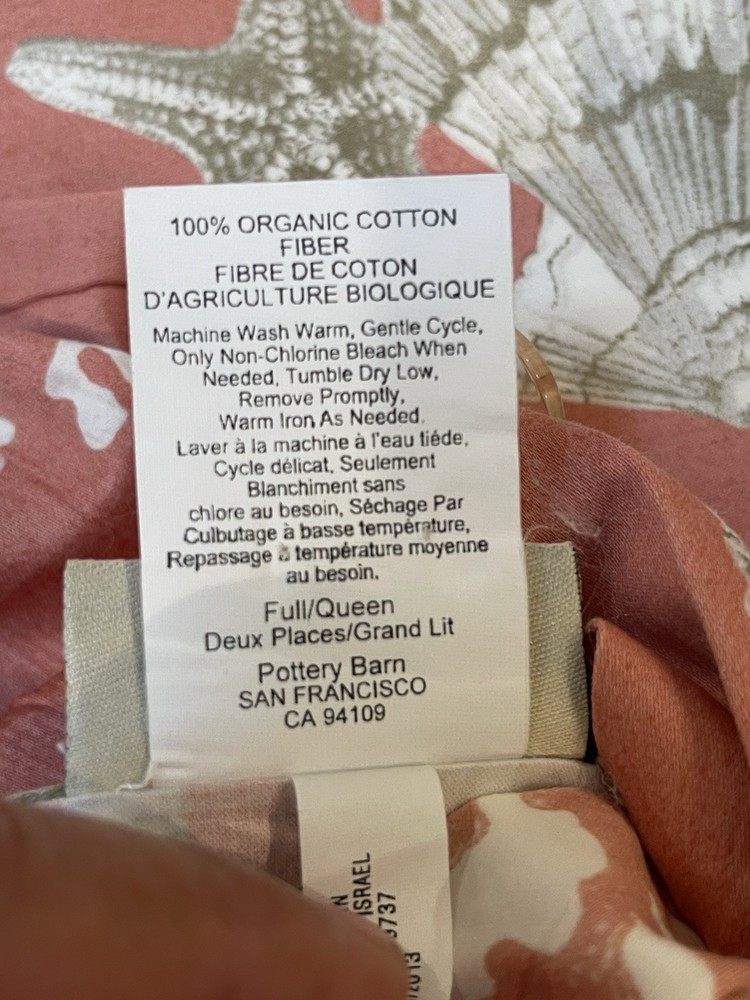 100% ORGANIC COTTON
FIBER
FIBRE DE COTON
D'AGRICULTURE BIOLOGIQUE
Machine Wash Warm, Gentle Cycle,
Only Non-Chlorine Bleach When
Needed, Tumble Dry Low,
Remove Promptly,
Warm Iron As Needed.
Laver à la machine à l'eau tiéde,
Cycle délicat, Seulement
Blanchiment sans
chlore au besoin, Séchage Par
Culbutage à basse température,
Repassage à température moyenne
au besoin.
Full/Queen
Deux Places/Grand Lit
Pottery Barn
SAN FRANCISCO
CA 94109
ISRAEL